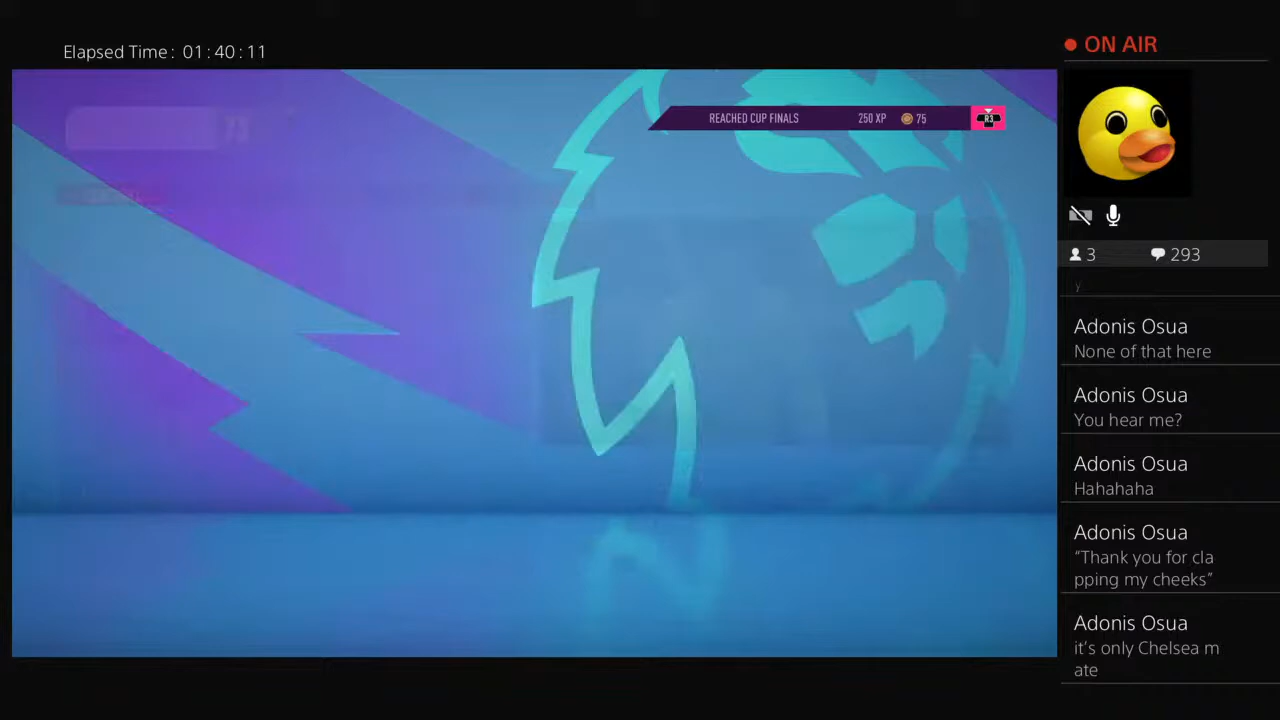 Elapsed Time: 01:40:11
ON AIR
REACHED CUP FINALS 250 XP 75 R3
73
3 293
y
Adonis Osua
None of that here
Adonis Osua
You hear me?
Adonis Osua
Hahahaha
Adonis Osua
“Thank you for cla
pping my cheeks”
Adonis Osua
it’s only Chelsea m
ate